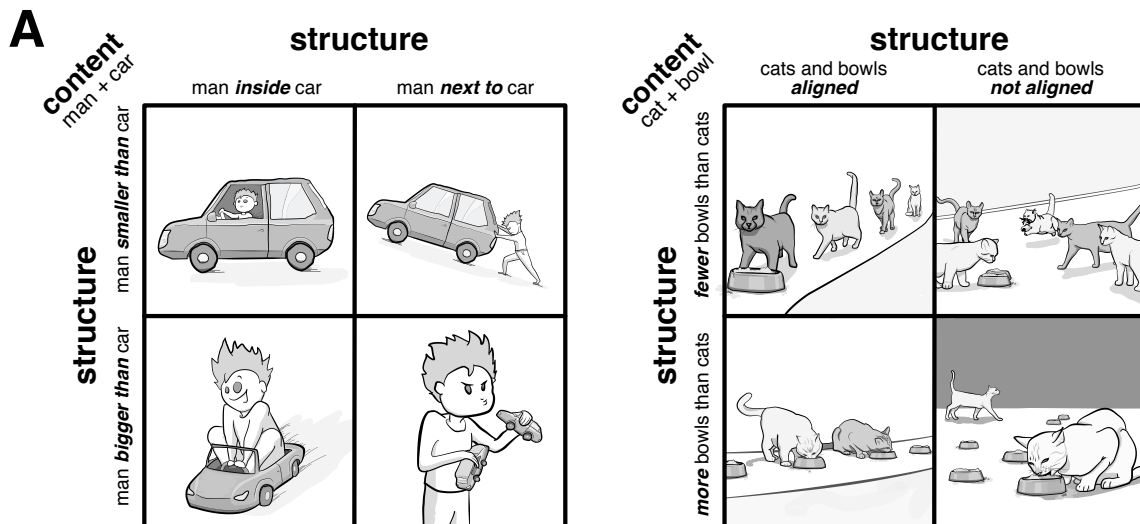 A
structure
content
man + car
man inside car
man next to car
structure
man smaller than car
man bigger than car
structure
content
cat + bowl
cats and bowls
aligned
cats and bowls
not aligned
structure
fewer bowls than cats
more bowls than cats